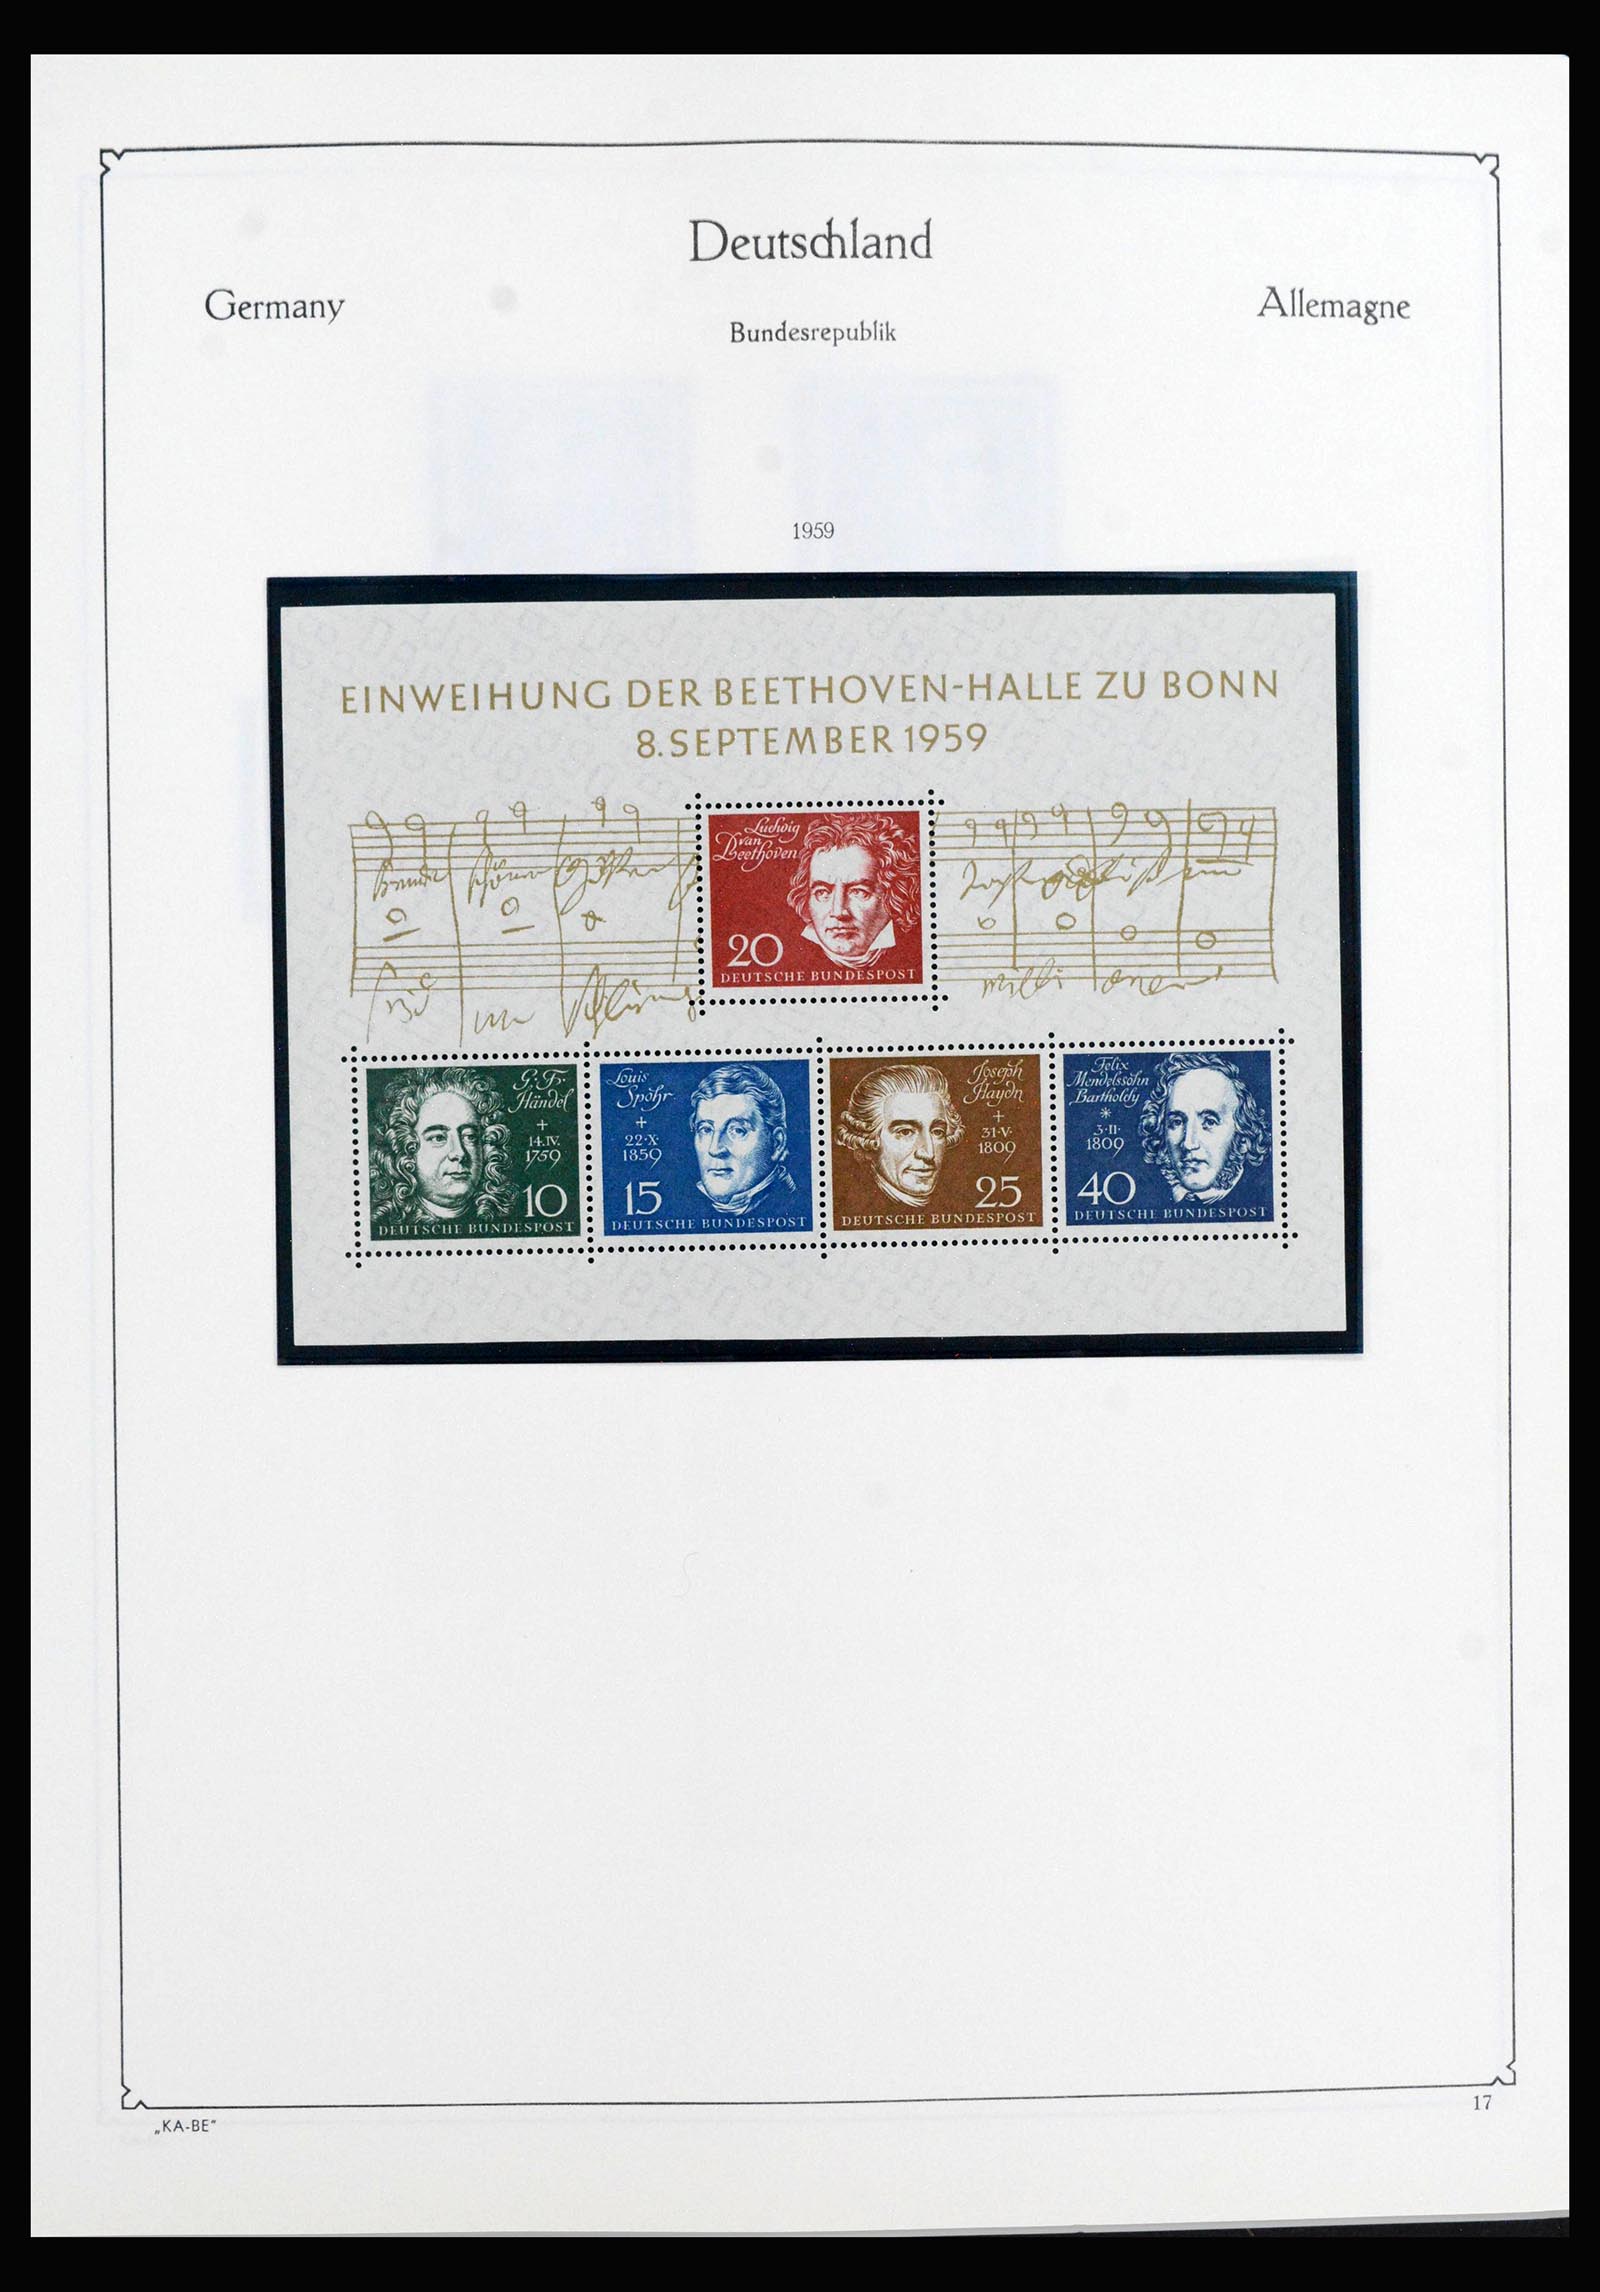 Deutschland
Germany
Allemagne
Bundesrepublik
1959
EINWEIHUNG DER BEETHOVEN-HALLE ZU BONN
8. SEPTEMBER 1959
Ludwig
van
Beethoven
20
DEUTSCHE BUNDESPOST
G. Fr.
Händel
+
14.IV.
1759
10
DEUTSCHE BUNDESPOST
Louis
Spohr
+
22.X.
1859
15
DEUTSCHE BUNDESPOST
Joseph
Haydn
+
31.V.
1809
25
DEUTSCHE BUNDESPOST
Felix
Mendelssohn
Bartholdy
*
3.II.
1809
40
DEUTSCHE BUNDESPOST
„KA-BE“
17